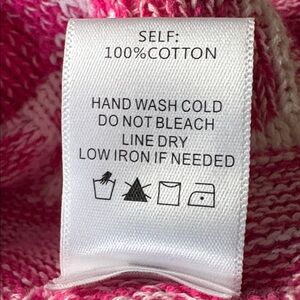 SELF:
100%COTTON
HAND WASH COLD
DO NOT BLEACH
LINE DRY
LOW IRON IF NEEDED